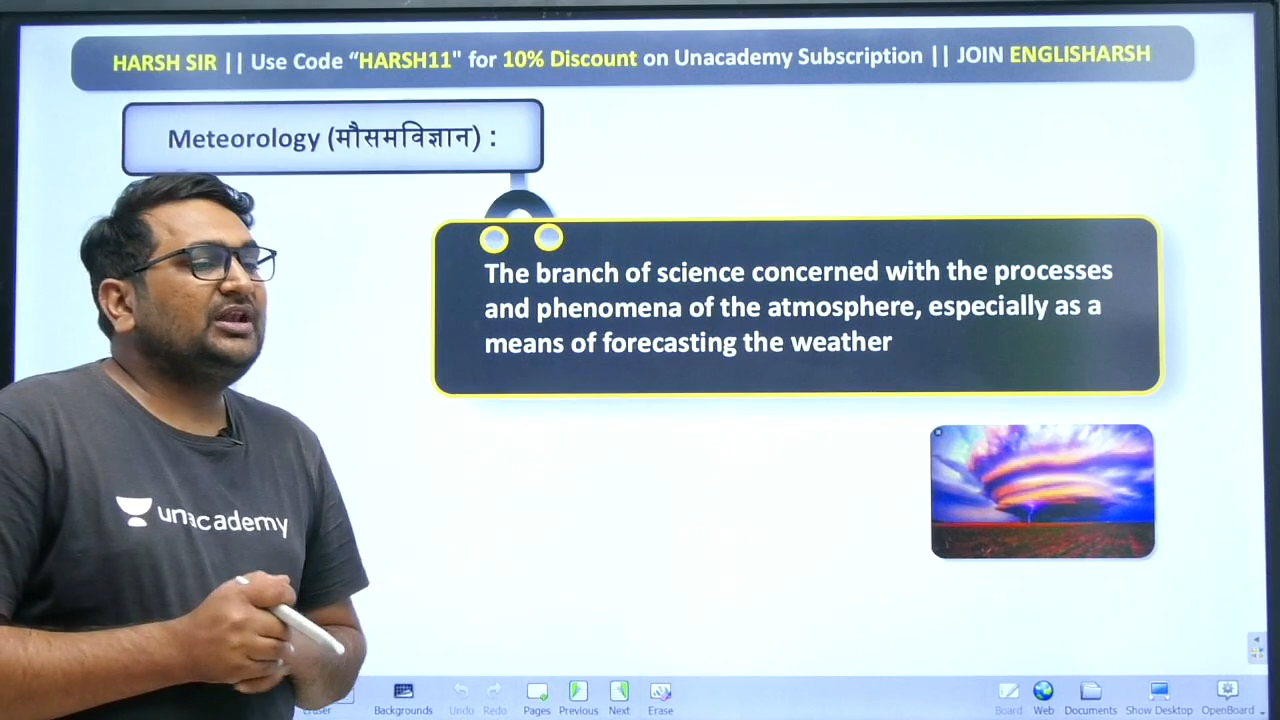 HARSH SIR || Use Code “HARSH11" for 10% Discount on Unacademy Subscription || JOIN ENGLISHARSH
Meteorology (मौसमविज्ञान) :
The branch of science concerned with the processes
and phenomena of the atmosphere, especially as a
means of forecasting the weather
unacademy
Eraser Backgrounds Undo Redo Pages Previous Next Erase Board Web Documents Show Desktop OpenBoard